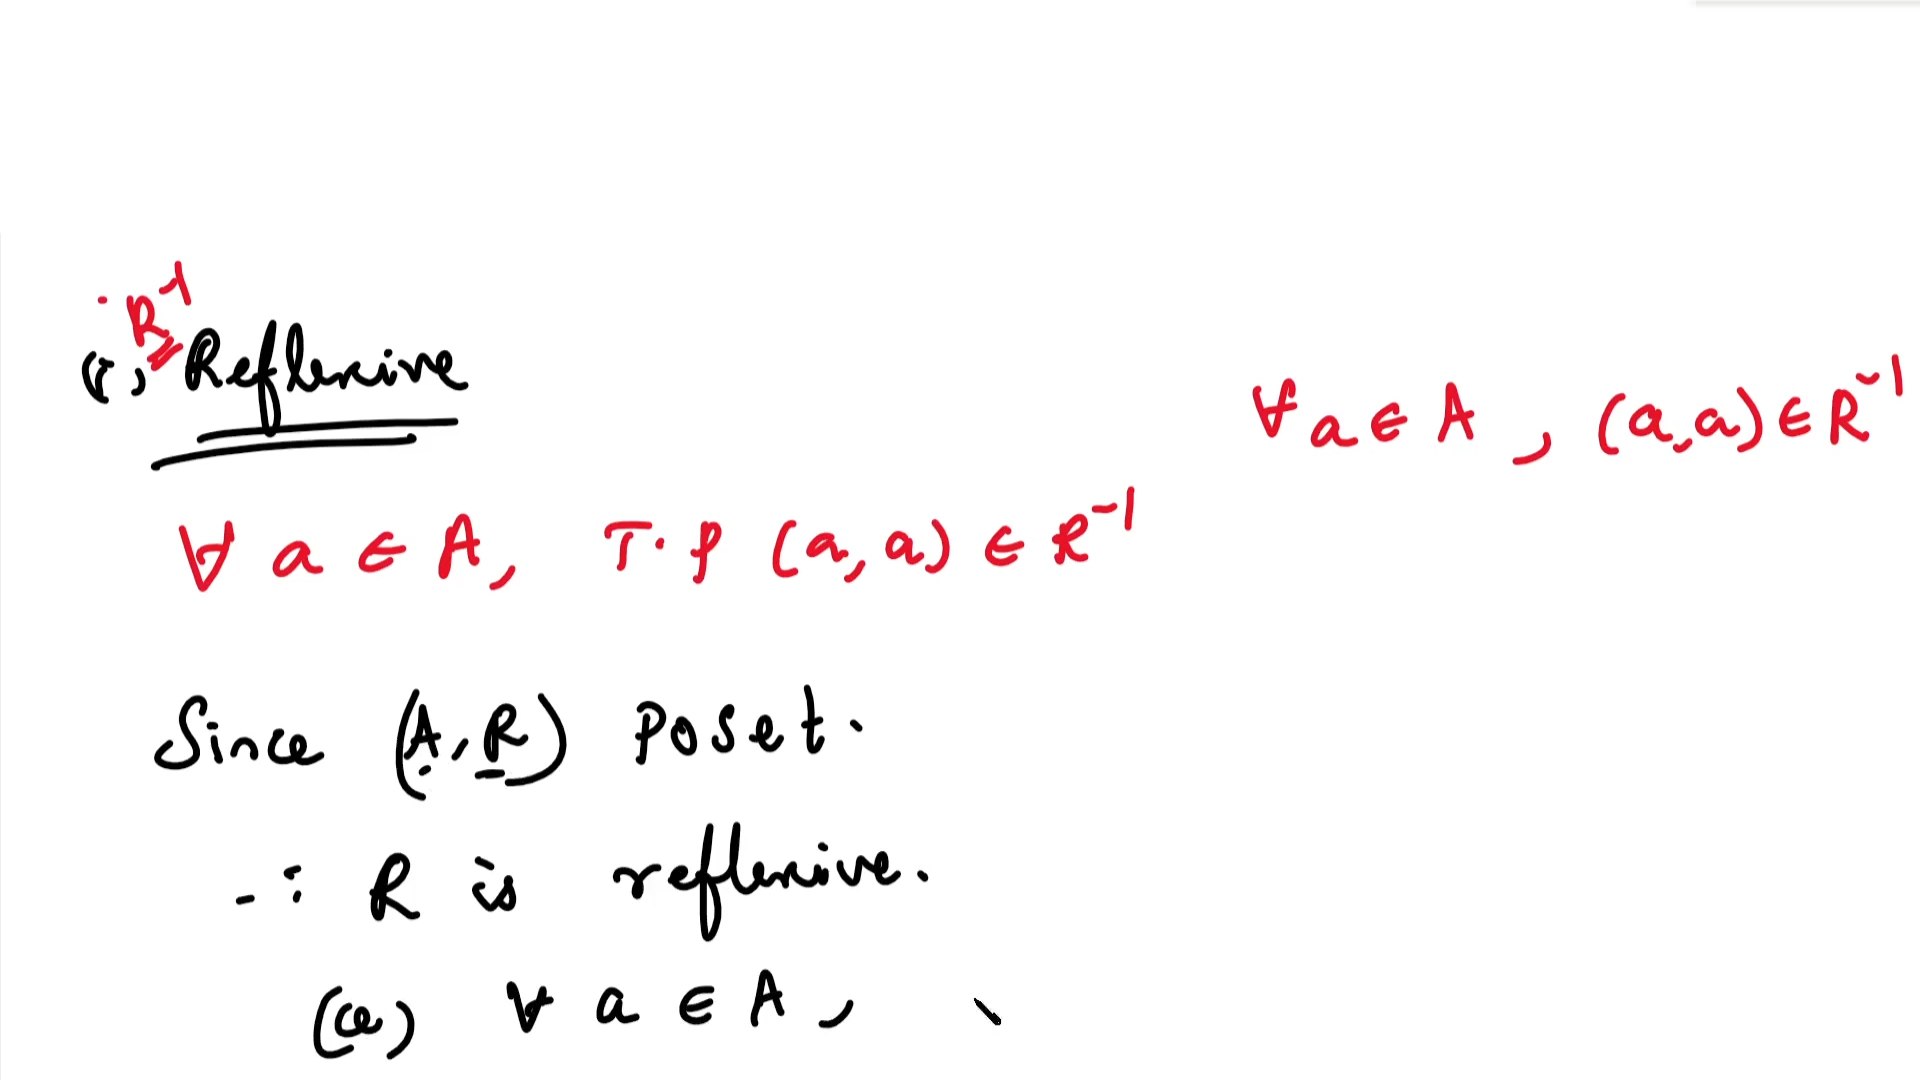 (i) R⁻¹ Reflexive
∀ a ∈ A, (a,a) ∈ R⁻¹
∀ a ∈ A, T.P (a,a) ∈ R⁻¹
Since (A,R) Poset.
∴ R is reflexive.
(ie) ∀ a ∈ A,